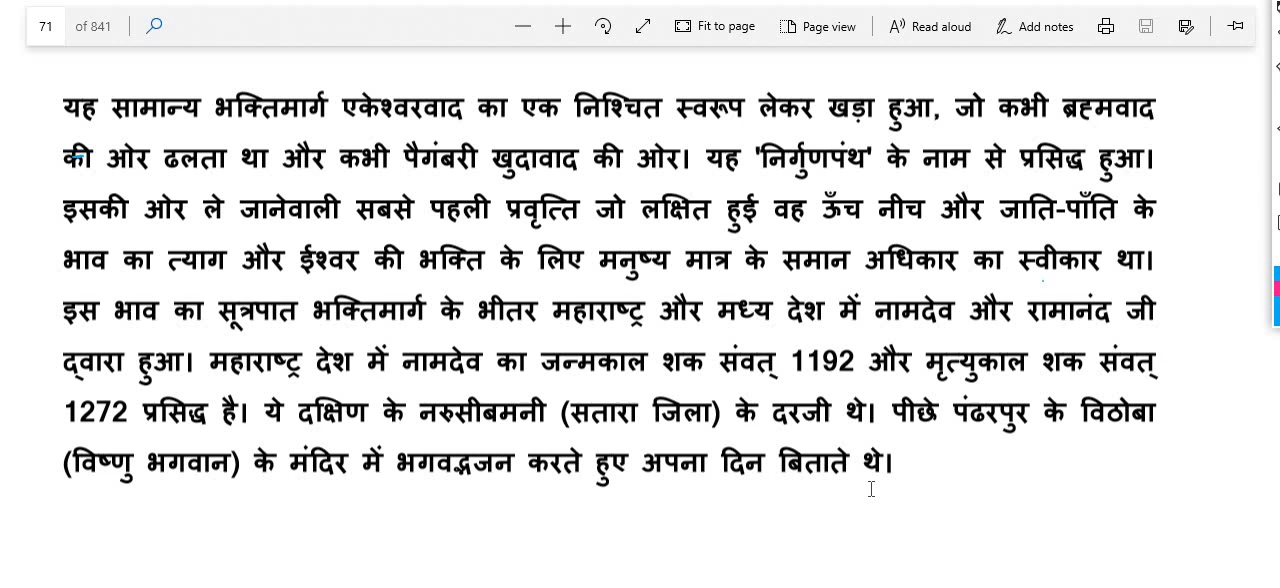 71 of 841 Fit to page Page view Read aloud Add notes
यह सामान्य भक्तिमार्ग एकेश्वरवाद का एक निश्चित स्वरूप लेकर खड़ा हुआ, जो कभी ब्रह्मवाद
की ओर ढलता था और कभी पैगंबरी खुदावाद की ओर। यह 'निर्गुणपंथ' के नाम से प्रसिद्ध हुआ।
इसकी ओर ले जानेवाली सबसे पहली प्रवृत्ति जो लक्षित हुई वह ऊँच नीच और जाति-पाँति के
भाव का त्याग और ईश्वर की भक्ति के लिए मनुष्य मात्र के समान अधिकार का स्वीकार था।
इस भाव का सूत्रपात भक्तिमार्ग के भीतर महाराष्ट्र और मध्य देश में नामदेव और रामानंद जी
द्वारा हुआ। महाराष्ट्र देश में नामदेव का जन्मकाल शक संवत् 1192 और मृत्युकाल शक संवत्
1272 प्रसिद्ध है। ये दक्षिण के नरुसीबमनी (सतारा जिला) के दरजी थे। पीछे पंढरपुर के विठोबा
(विष्णु भगवान) के मंदिर में भगवद्भजन करते हुए अपना दिन बिताते थे।